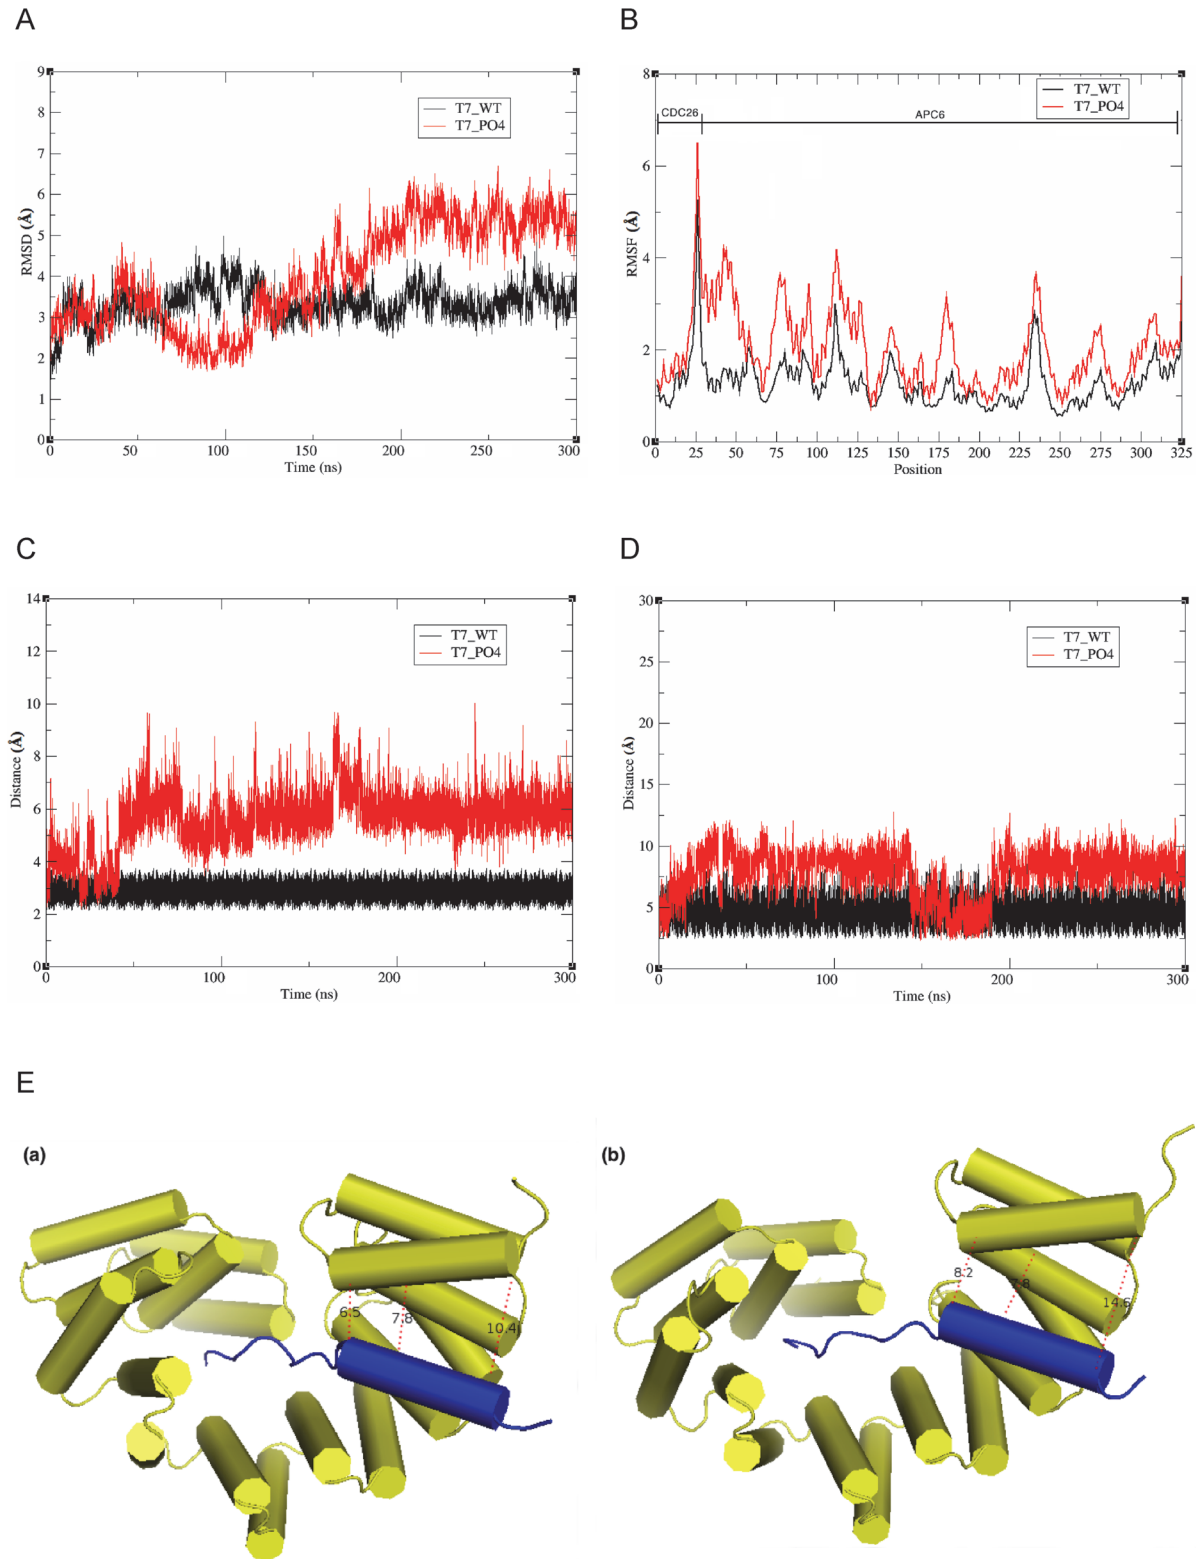 A
RMSD (Å)
9
8
7
6
5
4
3
2
1
0
T7_WT
T7_PO4
0 50 100 150 200 250 300
Time (ns)
B
RMSF (Å)
8
6
4
2
0
CDC26
APC6
T7_WT
T7_PO4
0 25 50 75 100 125 150 175 200 225 250 275 300 325
Position
C
Distance (Å)
14
12
10
8
6
4
2
0
T7_WT
T7_PO4
0 100 200 300
Time (ns)
D
Distance (Å)
30
25
20
15
10
5
0
T7_WT
T7_PO4
0 100 200 300
Time (ns)
E
(a)
6.5
7.8
10.4
(b)
8.2
7.8
14.6